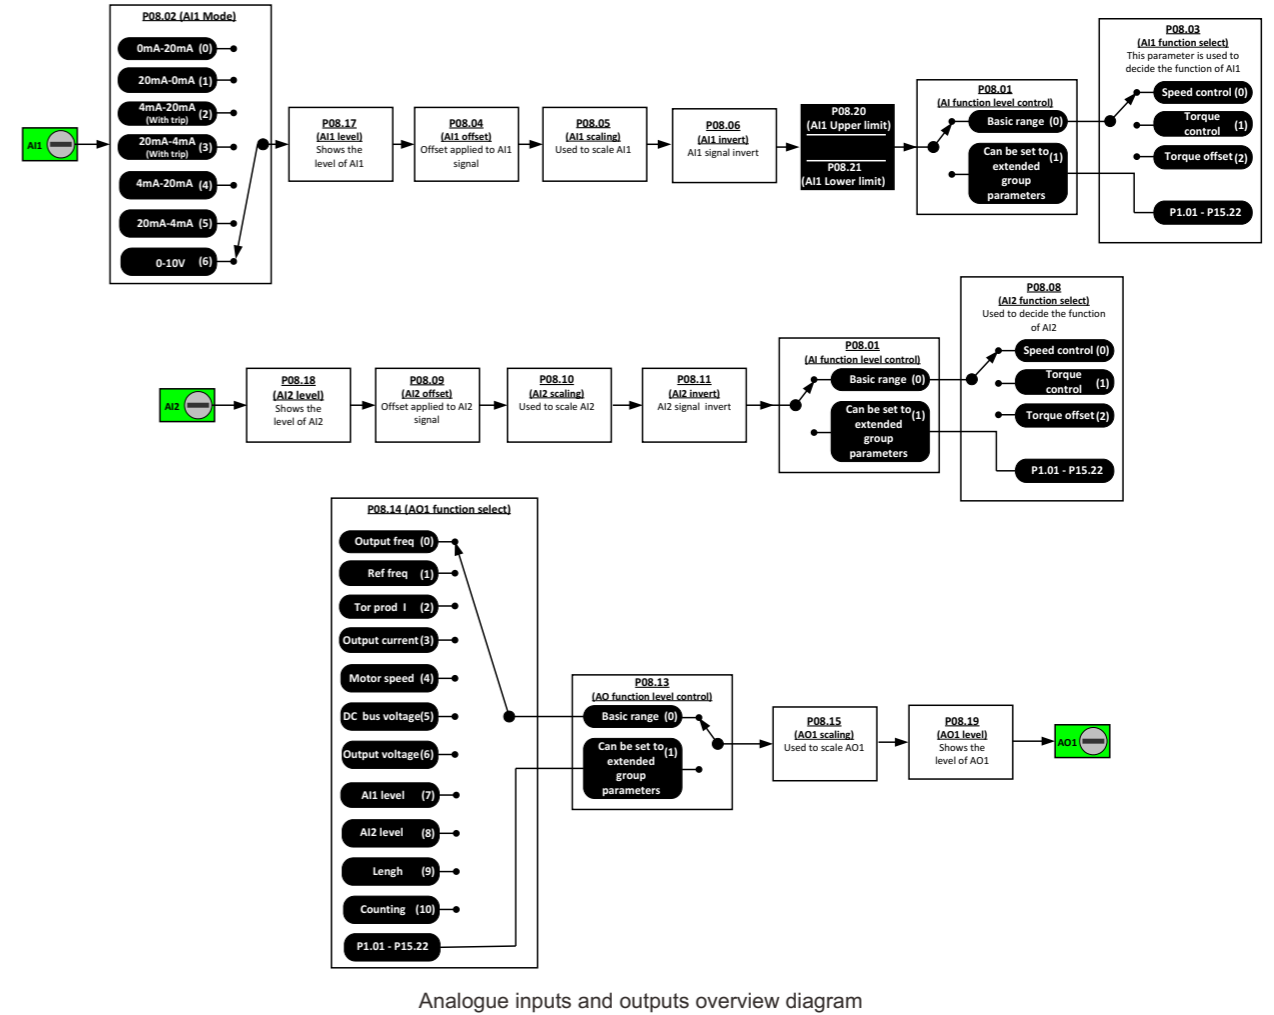 P08.02 (AI1 Mode)
0mA-20mA (0)
20mA-0mA (1)
4mA-20mA (2)
(With trip)
20mA-4mA (3)
(With trip)
4mA-20mA (4)
20mA-4mA (5)
0-10V (6)
AI1
P08.17
(AI1 level)
Shows the
level of AI1
P08.04
(AI1 offset)
Offset applied to AI1
signal
P08.05
(AI1 scaling)
Used to scale AI1
P08.06
(AI1 invert)
AI1 signal invert
P08.20
(AI1 Upper limit)
P08.21
(AI1 Lower limit)
P08.01
(AI function level control)
Basic range (0)
Can be set to (1)
extended
group
parameters
P08.03
(AI1 function select)
This parameter is used to
decide the function of AI1
Speed control (0)
Torque
control (1)
Torque offset (2)
P1.01 - P15.22
AI2
P08.18
(AI2 level)
Shows the
level of AI2
P08.09
(AI2 offset)
Offset applied to AI2
signal
P08.10
(AI2 scaling)
Used to scale AI2
P08.11
(AI2 invert)
AI2 signal invert
P08.01
(AI function level control)
Basic range (0)
Can be set to (1)
extended
group
parameters
P08.08
(AI2 function select)
Used to decide the function
of AI2
Speed control (0)
Torque
control (1)
Torque offset (2)
P1.01 - P15.22
P08.14 (AO1 function select)
Output freq (0)
Ref freq (1)
Tor prod I (2)
Output current (3)
Motor speed (4)
DC bus voltage (5)
Output voltage (6)
AI1 level (7)
AI2 level (8)
Lengh (9)
Counting (10)
P1.01 - P15.22
P08.13
(AO function level control)
Basic range (0)
Can be set to (1)
extended
group
parameters
P08.15
(AO1 scaling)
Used to scale AO1
P08.19
(AO1 level)
Shows the
level of AO1
AO1
Analogue inputs and outputs overview diagram